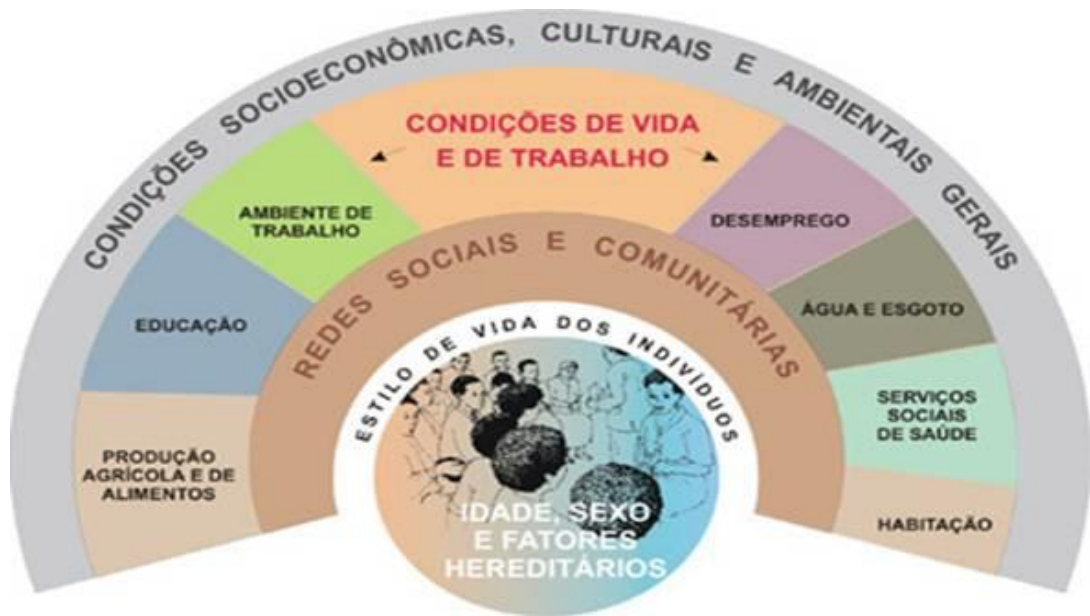 CONDIÇÕES SOCIOECONÔMICAS, CULTURAIS E AMBIENTAIS GERAIS
CONDIÇÕES DE VIDA
E DE TRABALHO
AMBIENTE DE
TRABALHO
DESEMPREGO
REDES SOCIAIS E COMUNITÁRIAS
EDUCAÇÃO
ÁGUA E ESGOTO
ESTILO DE VIDA DOS INDIVÍDUOS
SERVIÇOS
SOCIAIS
DE SAÚDE
PRODUÇÃO
AGRÍCOLA E DE
ALIMENTOS
HABITAÇÃO
IDADE, SEXO
E FATORES
HEREDITÁRIOS